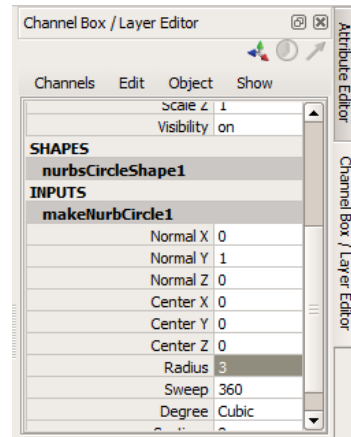 Channel Box / Layer Editor
Channels Edit Object Show
Scale Z 1
Visibility on
SHAPES
nurbsCircleShape1
INPUTS
makeNurbCircle1
Normal X 0
Normal Y 1
Normal Z 0
Center X 0
Center Y 0
Center Z 0
Radius 3
Sweep 360
Degree Cubic
Attribute Editor
Channel Box / Layer Editor